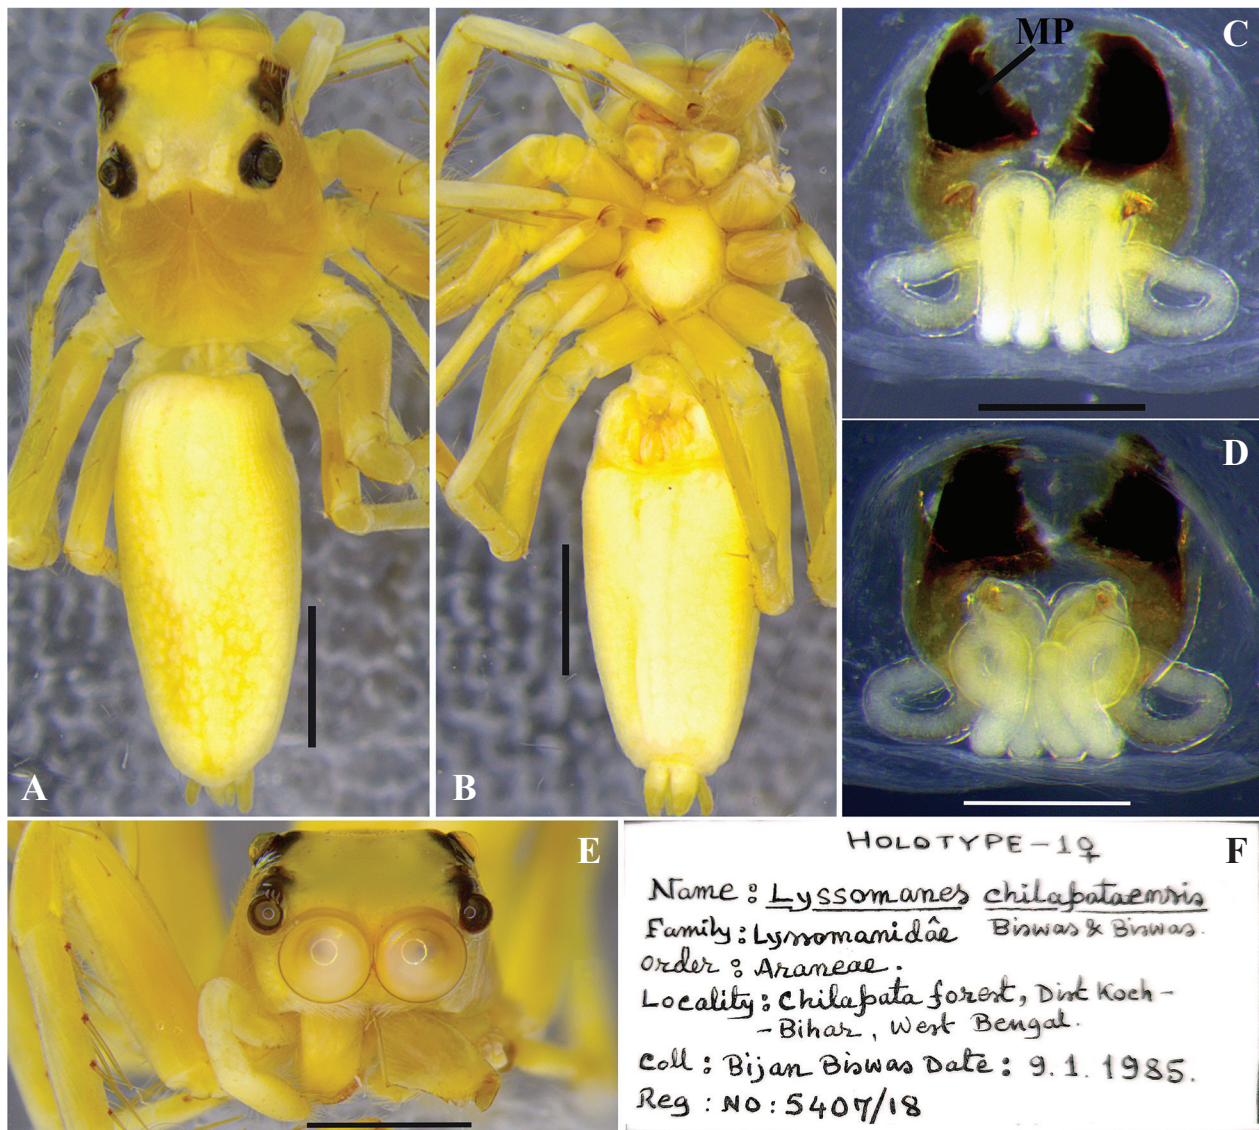 A
B
MP
C
D
E
F
HOLOTYPE - 1♀
Name : Lyssomanes chilapataensis
Family : Lyssomanidâe Biswas & Biswas.
Order : Araneae.
Locality : Chilapata forest, Dist Koch -
- Bihar, West Bengal.
Coll : Bijan Biswas Date : 9. 1. 1985.
Reg : NO : 5407/18